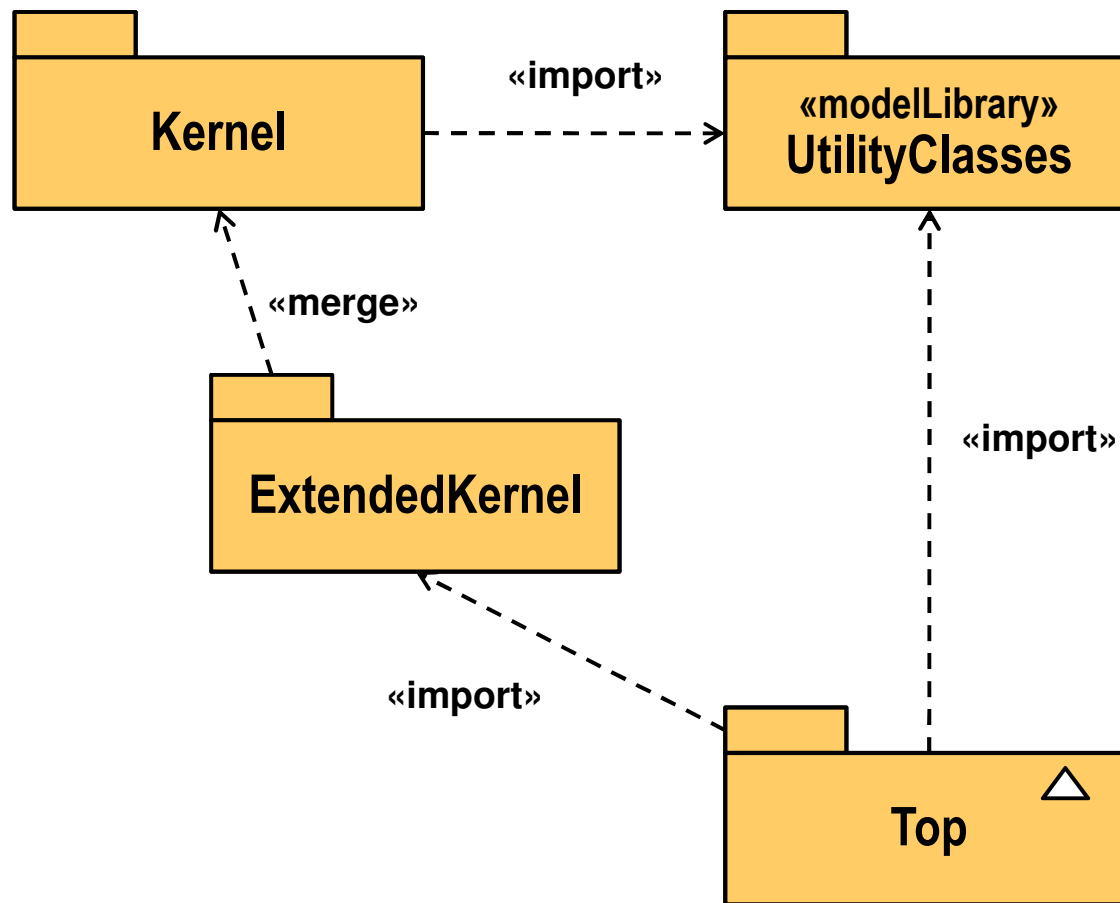 «import»
Kernel
«modelLibrary»
UtilityClasses
«merge»
«import»
ExtendedKernel
«import»
Top